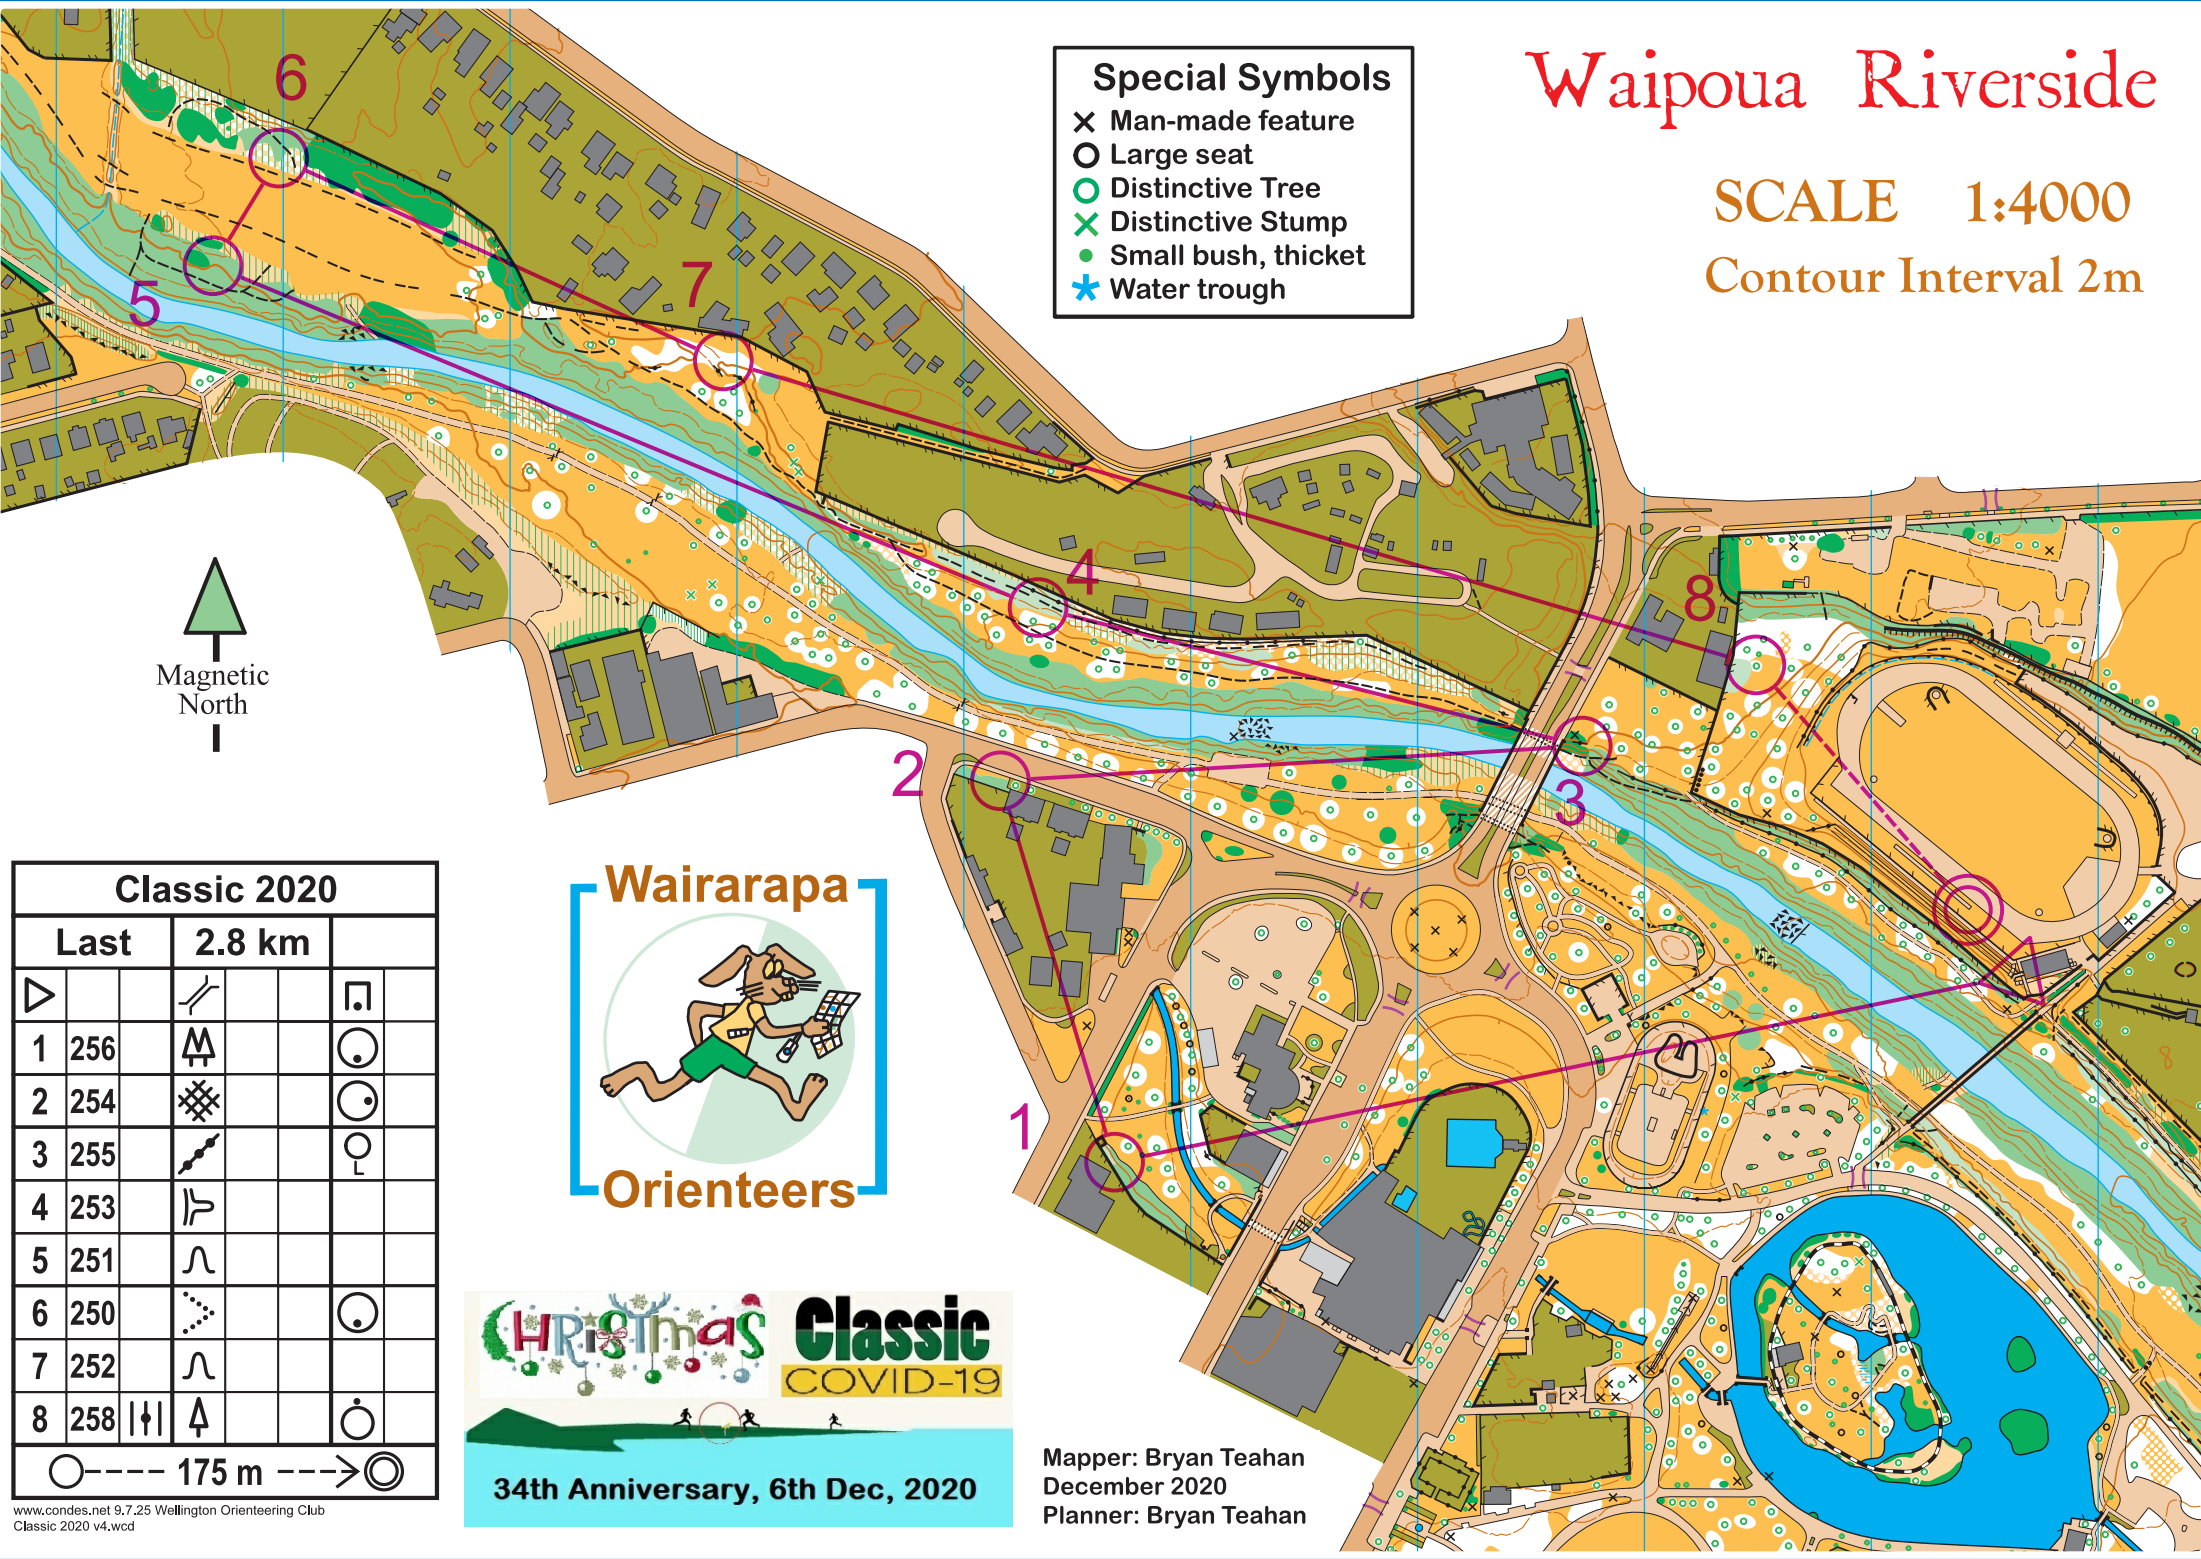 Waipoua Riverside
SCALE 1:4000
Contour Interval 2m
Special Symbols
Man-made feature
Large seat
Distinctive Tree
Distinctive Stump
Small bush, thicket
Water trough
6
7
5
4
8
2
3
1
Magnetic
North
Classic 2020
Last 2.8 km
1 256
2 254
3 255
4 253
5 251
6 250
7 252
8 258
175 m
www.condes.net 9.7.25 Wellington Orienteering Club
Classic 2020 v4.wcd
Wairarapa
Orienteers
CHRisTmas
Classic
COVID-19
34th Anniversary, 6th Dec, 2020
Mapper: Bryan Teahan
December 2020
Planner: Bryan Teahan